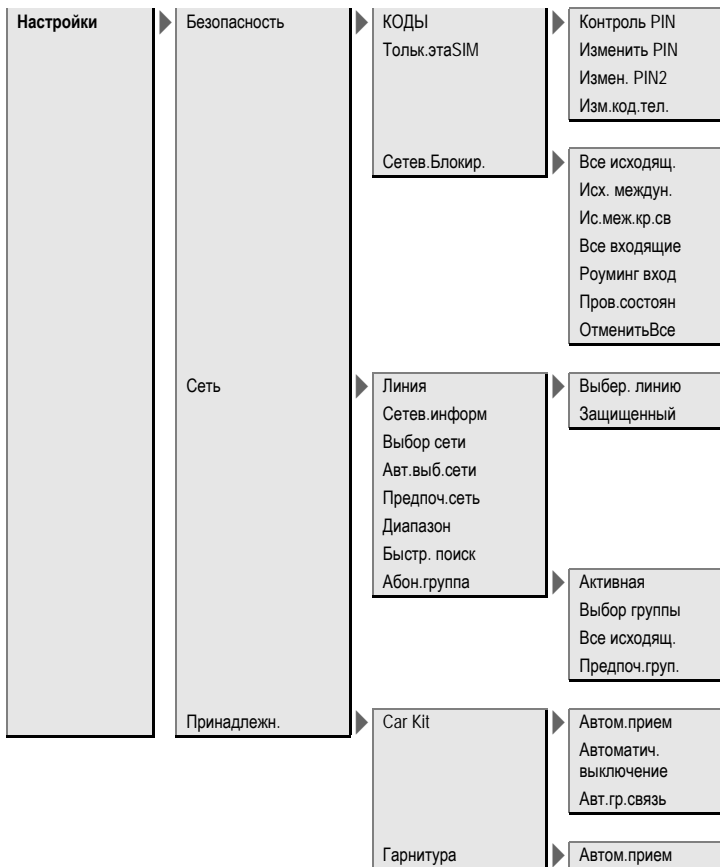 Настройки
Безопасность
КОДЫ
Контроль PIN
Тольк.этаSIM
Изменить PIN
Измен. PIN2
Изм.код.тел.
Сетев.Блокир.
Все исходящ.
Исх. междун.
Ис.меж.кр.св
Все входящие
Роуминг вход
Пров.состоян
ОтменитьВсе
Сеть
Линия
Выбер. линию
Сетев.информ
Защищенный
Выбор сети
Авт.выб.сети
Предпоч.сеть
Диапазон
Быстр. поиск
Абон.группа
Активная
Выбор группы
Все исходящ.
Предпоч.груп.
Принадлежн.
Car Kit
Автом.прием
Автоматич.
выключение
Авт.гр.связь
Гарнитура
Автом.прием